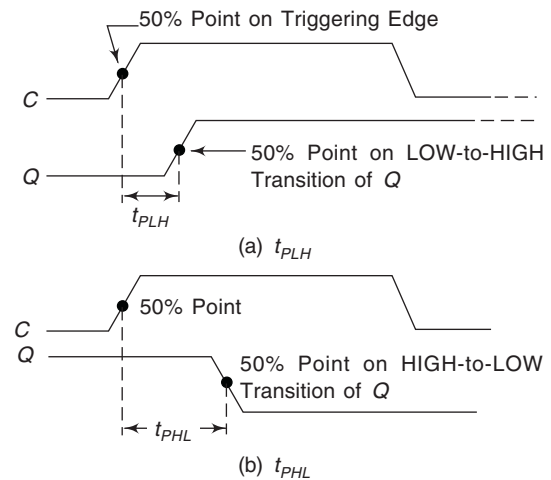 50% Point on Triggering Edge
C
Q
50% Point on LOW-to-HIGH
Transition of Q
tPLH
(a) tPLH
C
50% Point
Q
50% Point on HIGH-to-LOW
Transition of Q
tPHL
(b) tPHL